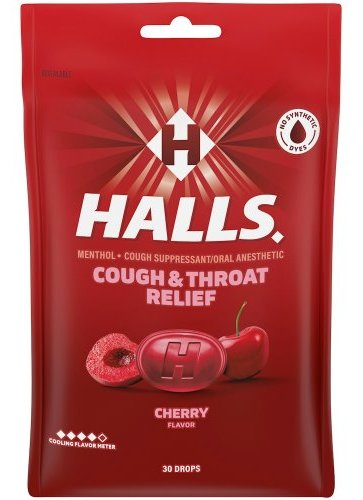 RESEALABLE
NO SYNTHETIC
DYES
H
HALLS.
MENTHOL • COUGH SUPPRESSANT/ORAL ANESTHETIC
COUGH & THROAT
RELIEF
H
CHERRY
FLAVOR
COOLING FLAVOR METER
30 DROPS